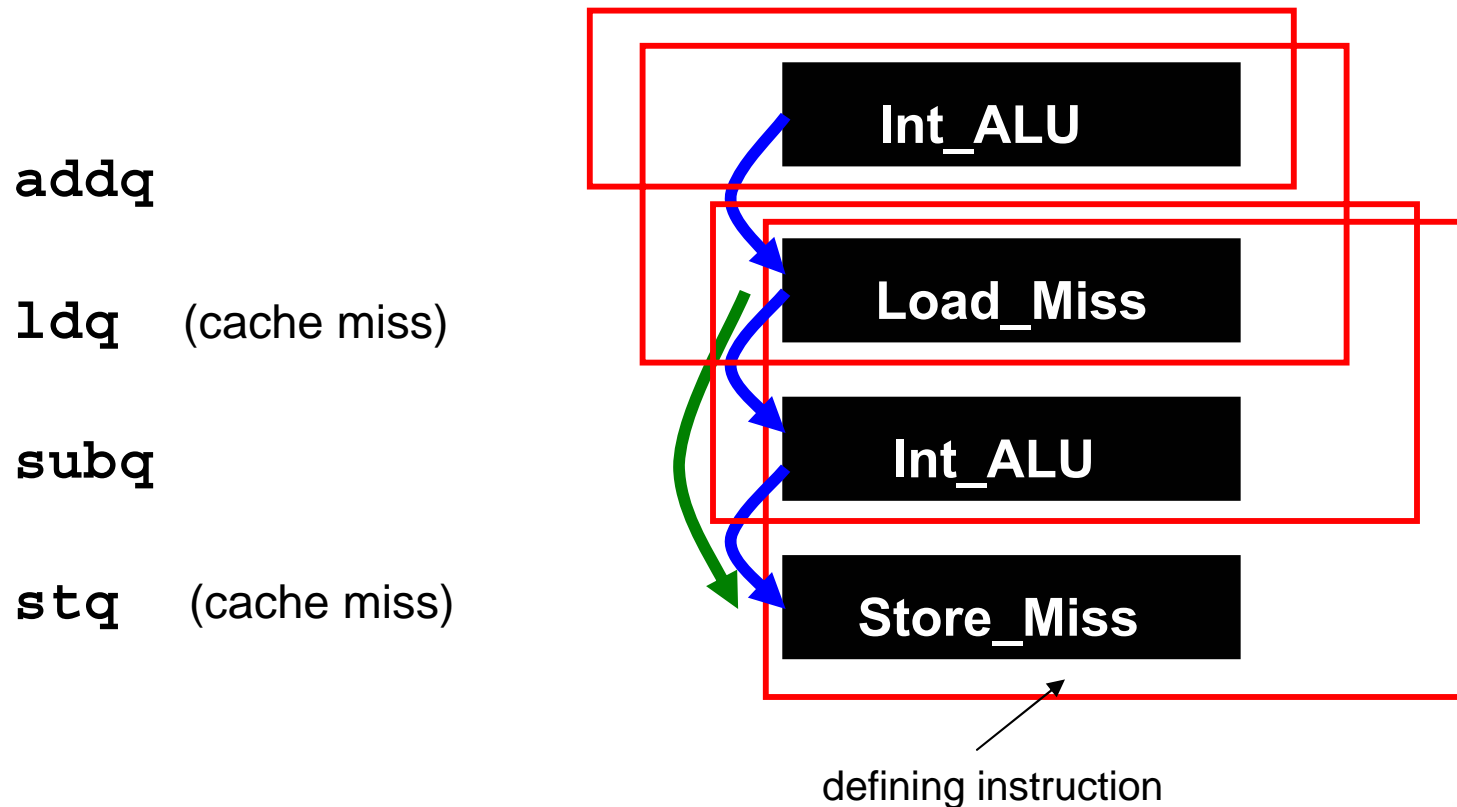 Int_ALU
addq
Load_Miss
ldq (cache miss)
Int_ALU
subq
Store_Miss
stq (cache miss)
defining instruction